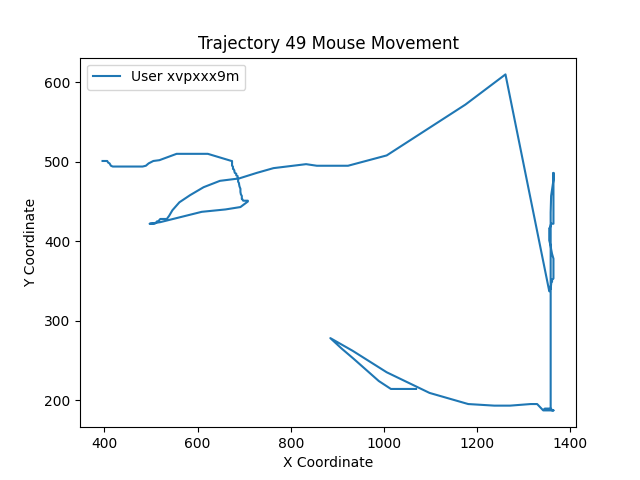 Trajectory 49 Mouse Movement
User xvpxxx9m
Y Coordinate
600
500
400
300
200
400 600 800 1000 1200 1400
X Coordinate